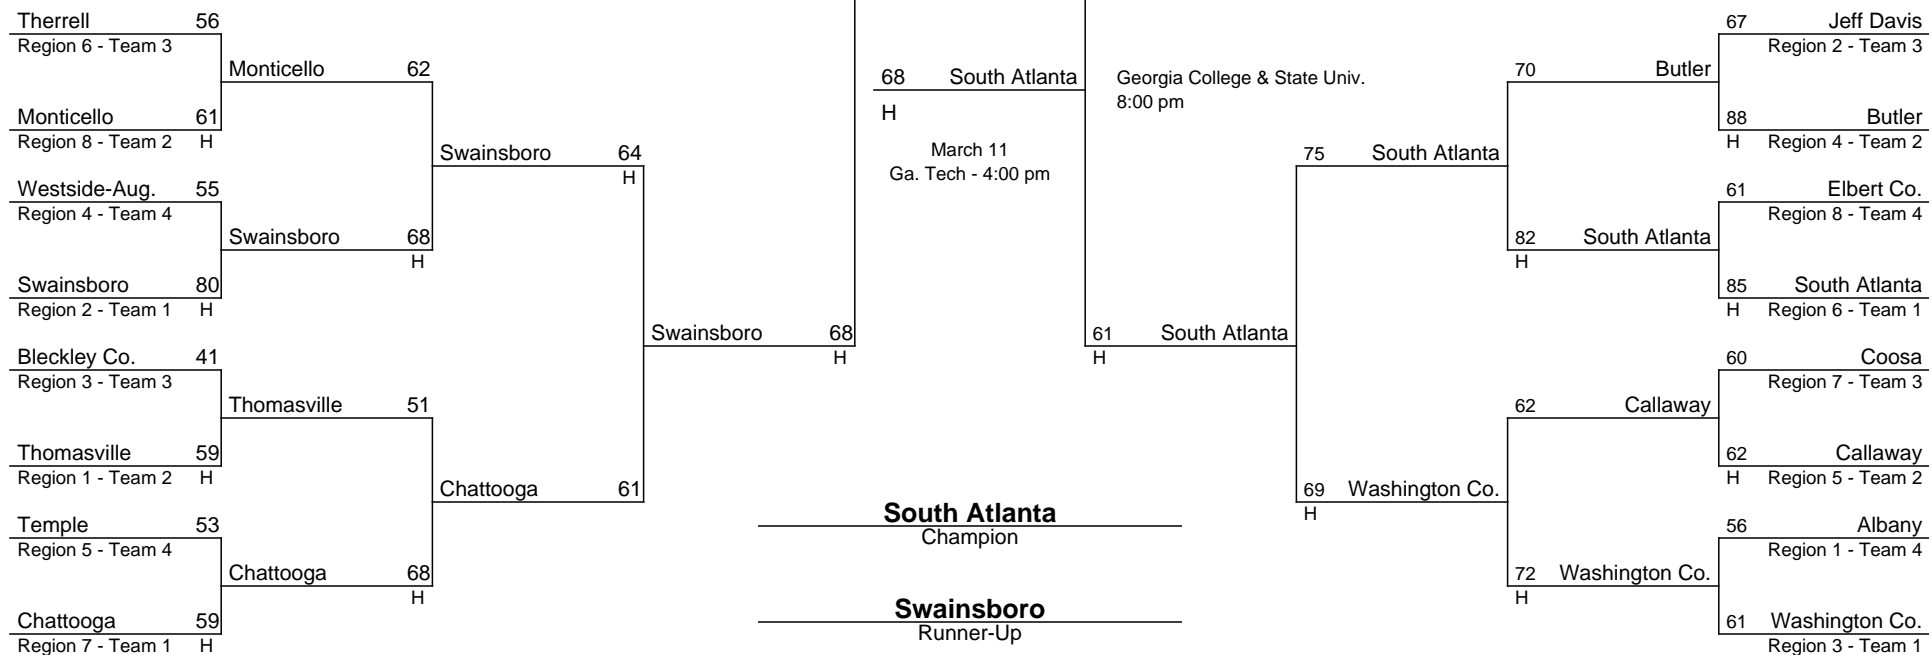 Therrell 56
Region 6 - Team 3
Monticello 62
Monticello 61
Region 8 - Team 2 H
Swainsboro 64
H
Westside-Aug. 55
Region 4 - Team 4
Swainsboro 68
H
Swainsboro 80
Region 2 - Team 1 H
Swainsboro 68
H
Bleckley Co. 41
Region 3 - Team 3
Thomasville 51
Thomasville 59
Region 1 - Team 2 H
Chattooga 61
Temple 53
Region 5 - Team 4
Chattooga 68
H
Chattooga 59
Region 7 - Team 1 H
68 South Atlanta
H
March 11
Ga. Tech - 4:00 pm
Georgia College & State Univ.
8:00 pm
South Atlanta
Champion
Swainsboro
Runner-Up
61 South Atlanta
H
75 South Atlanta
69 Washington Co.
H
70 Butler
82 South Atlanta
H
62 Callaway
72 Washington Co.
H
67 Jeff Davis
Region 2 - Team 3
88 Butler
H Region 4 - Team 2
61 Elbert Co.
Region 8 - Team 4
85 South Atlanta
H Region 6 - Team 1
60 Coosa
Region 7 - Team 3
62 Callaway
H Region 5 - Team 2
56 Albany
Region 1 - Team 4
61 Washington Co.
Region 3 - Team 1